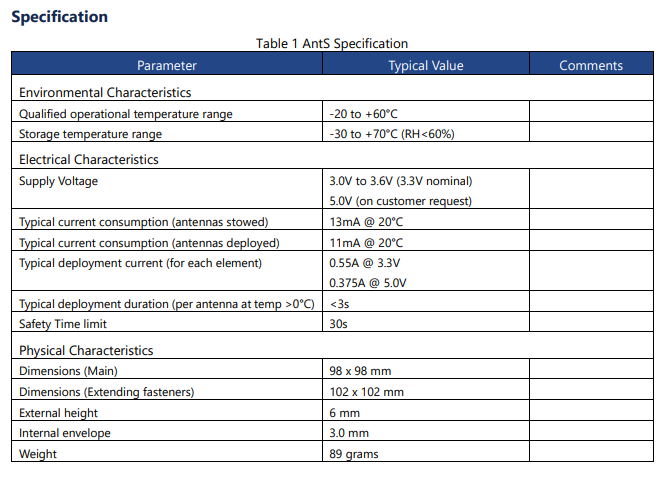 Specification
Table 1 AntS Specification
Parameter Typical Value Comments
Environmental Characteristics
Qualified operational temperature range -20 to +60°C
Storage temperature range -30 to +70°C (RH<60%)
Electrical Characteristics
Supply Voltage 3.0V to 3.6V (3.3V nominal)
5.0V (on customer request)
Typical current consumption (antennas stowed) 13mA @ 20°C
Typical current consumption (antennas deployed) 11mA @ 20°C
Typical deployment current (for each element) 0.55A @ 3.3V
0.375A @ 5.0V
Typical deployment duration (per antenna at temp >0°C) <3s
Safety Time limit 30s
Physical Characteristics
Dimensions (Main) 98 x 98 mm
Dimensions (Extending fasteners) 102 x 102 mm
External height 6 mm
Internal envelope 3.0 mm
Weight 89 grams